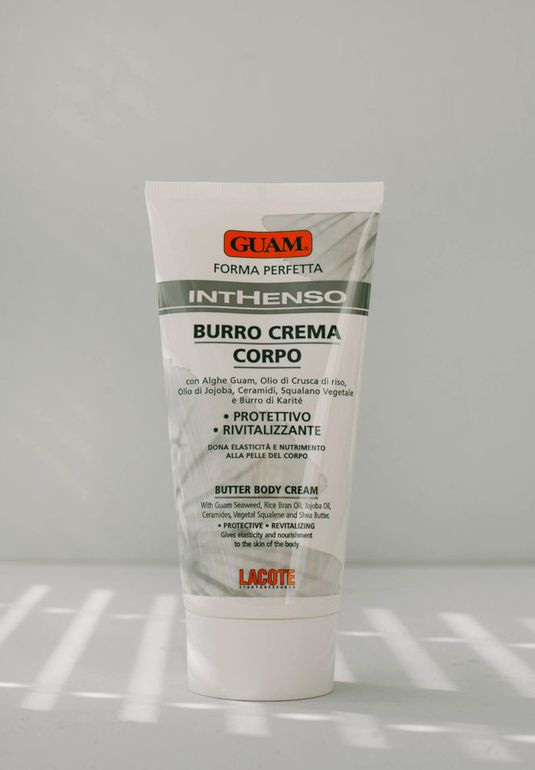 GUAM
FORMA PERFETTA
INTHENSO
BURRO CREMA
CORPO
con Alghe Guam, Olio di Crusca di riso,
Olio di Jojoba, Ceramidi, Squalano Vegetale
e Burro di Karité
• PROTETTIVO
• RIVITALIZZANTE
DONA ELASTICITÀ E NUTRIMENTO
ALLA PELLE DEL CORPO
BUTTER BODY CREAM
With Guam Seaweed, Rice Bran Oil, Jojoba Oil,
Ceramides, Vegetal Squalene and Shea Butter.
• PROTECTIVE • REVITALIZING
Gives elasticity and nourishment
to the skin of the body
LACOTE